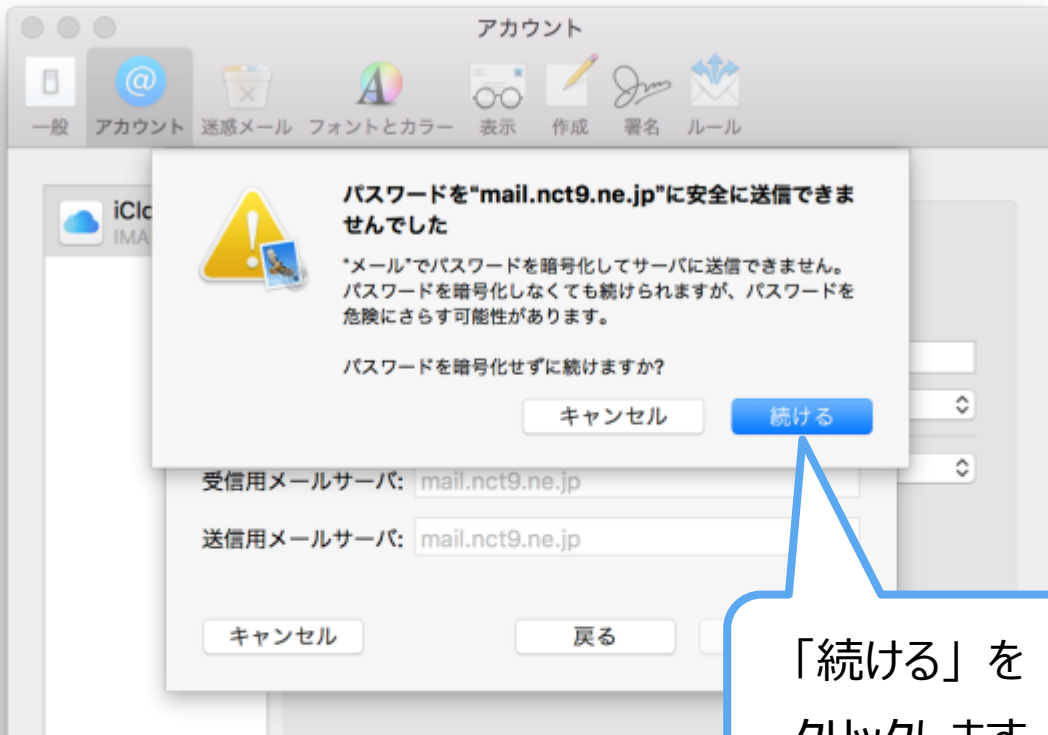 アカウント
一般 アカウント 迷惑メール フォントとカラー 表示 作成 署名 ルール
iClo
IMA
パスワードを“mail.nct9.ne.jp”に安全に送信できま
せんでした
“メール”でパスワードを暗号化してサーバに送信できません。
パスワードを暗号化しなくても続けられますが、パスワードを
危険にさらす可能性があります。
パスワードを暗号化せずに続けますか?
キャンセル 続ける
受信用メールサーバ: mail.nct9.ne.jp
送信用メールサーバ: mail.nct9.ne.jp
キャンセル 戻る
「続ける」を
クリックします